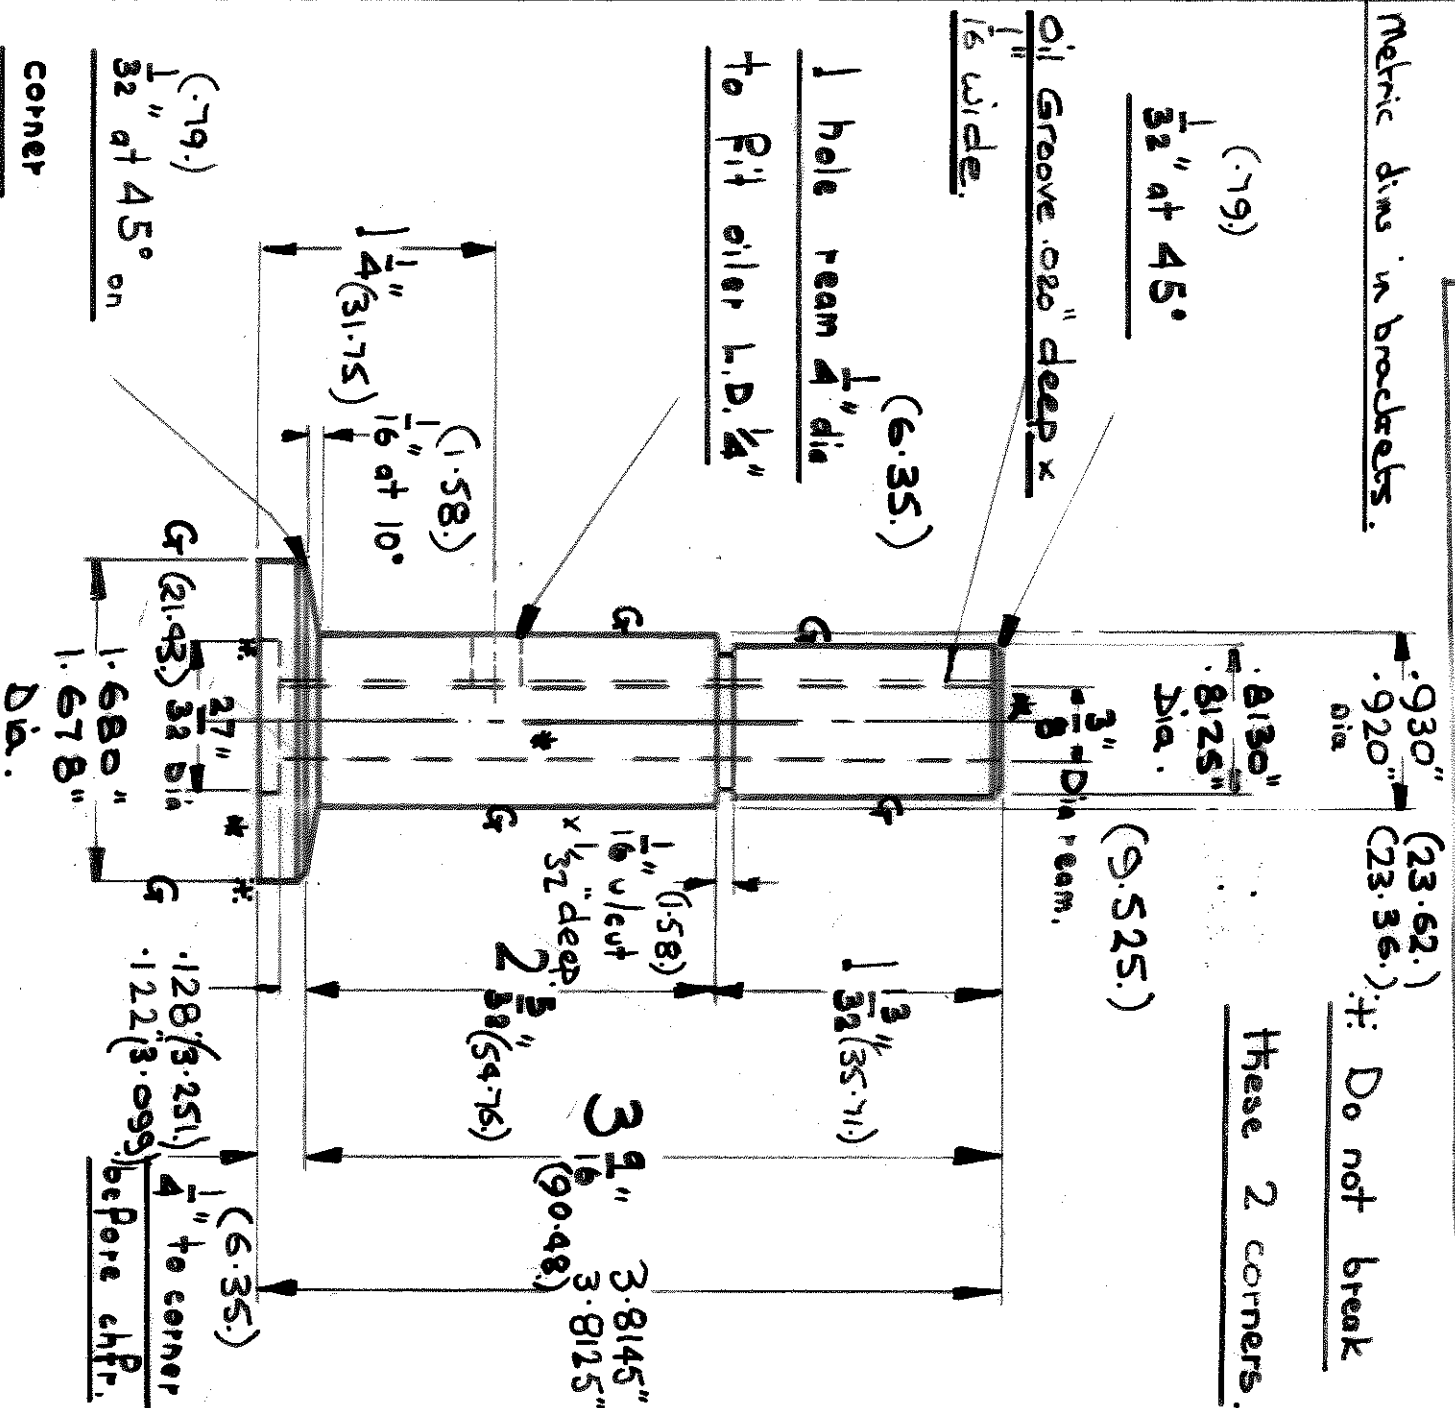 Metric dims in brackets.
(.79.)
1/32" at 45°
Oil Groove .020" deep x
1/16" wide.
(6.35.)
1 hole ream 1/4" dia
to fit oiler L.D. 1/4"
(.79.)
1/32" at 45° on
corner
1 1/4" (31.75)
(1.58.)
1/16" at 10°
.930"
.920"
Dia
(23.62.)
(23.36.)
.8130"
.8125"
Dia.
3/8" Dia ream.
(9.525.)
* Do not break
these 2 corners.
G
G
G
G
G
G
(21.43.)
27/32" Dia
1.680"
1.678"
Dia.
(1.58.)
1/16" u/cut
x 1/32" deep.
1 13/32" (35.71.)
2 5/32" (54.76.)
3 9/16"
(90.48.)
3.8145"
3.8125"
.128" (3.251.)
.122" (3.099.)
(6.35.)
1/4" to corner
before chfr.